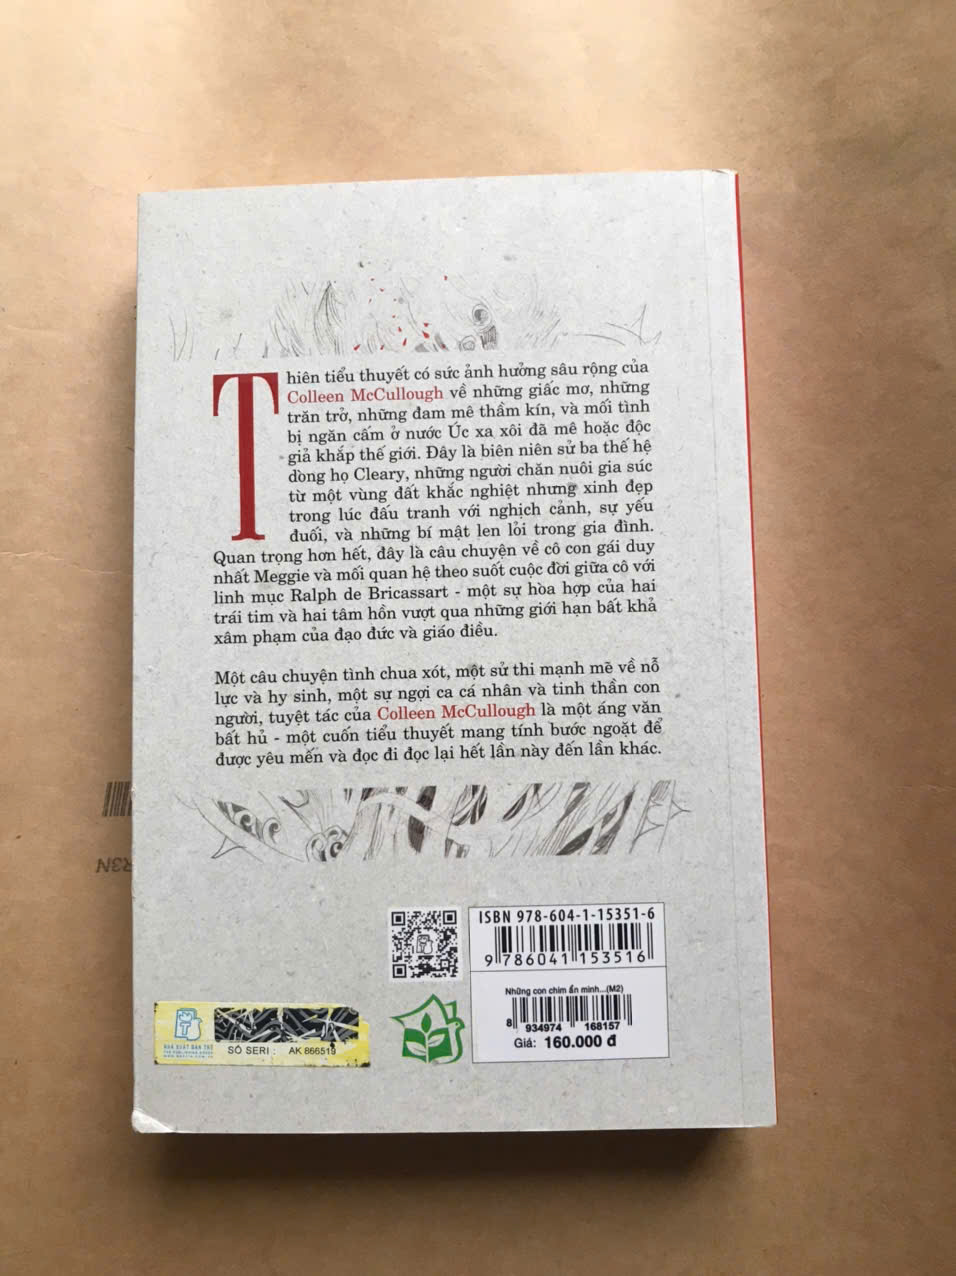 Thiên tiểu thuyết có sức ảnh hưởng sâu rộng của
Colleen McCullough về những giấc mơ, những
trăn trở, những đam mê thầm kín, và mối tình
bị ngăn cấm ở nước Úc xa xôi đã mê hoặc độc
giả khắp thế giới. Đây là biên niên sử ba thế hệ
dòng họ Cleary, những người chăn nuôi gia súc
từ một vùng đất khắc nghiệt nhưng xinh đẹp
trong lúc đấu tranh với nghịch cảnh, sự yếu
đuối, và những bí mật len lỏi trong gia đình.
Quan trọng hơn hết, đây là câu chuyện về cô con gái duy
nhất Meggie và mối quan hệ theo suốt cuộc đời giữa cô với
linh mục Ralph de Bricassart - một sự hòa hợp của hai
trái tim và hai tâm hồn vượt qua những giới hạn bất khả
xâm phạm của đạo đức và giáo điều.
Một câu chuyện tình chua xót, một sử thi mạnh mẽ về nỗ
lực và hy sinh, một sự ngợi ca cá nhân và tinh thần con
người, tuyệt tác của Colleen McCullough là một áng văn
bất hủ - một cuốn tiểu thuyết mang tính bước ngoặt để
được yêu mến và đọc đi đọc lại hết lần này đến lần khác.
ISBN 978-604-1-15351-6
9 786041 153516
Những con chim ẩn mình...(M2)
8 934974 168157
Giá: 160.000 đ
NHÀ XUẤT BẢN TRẺ
SỐ SERI : AK 866519
R3N